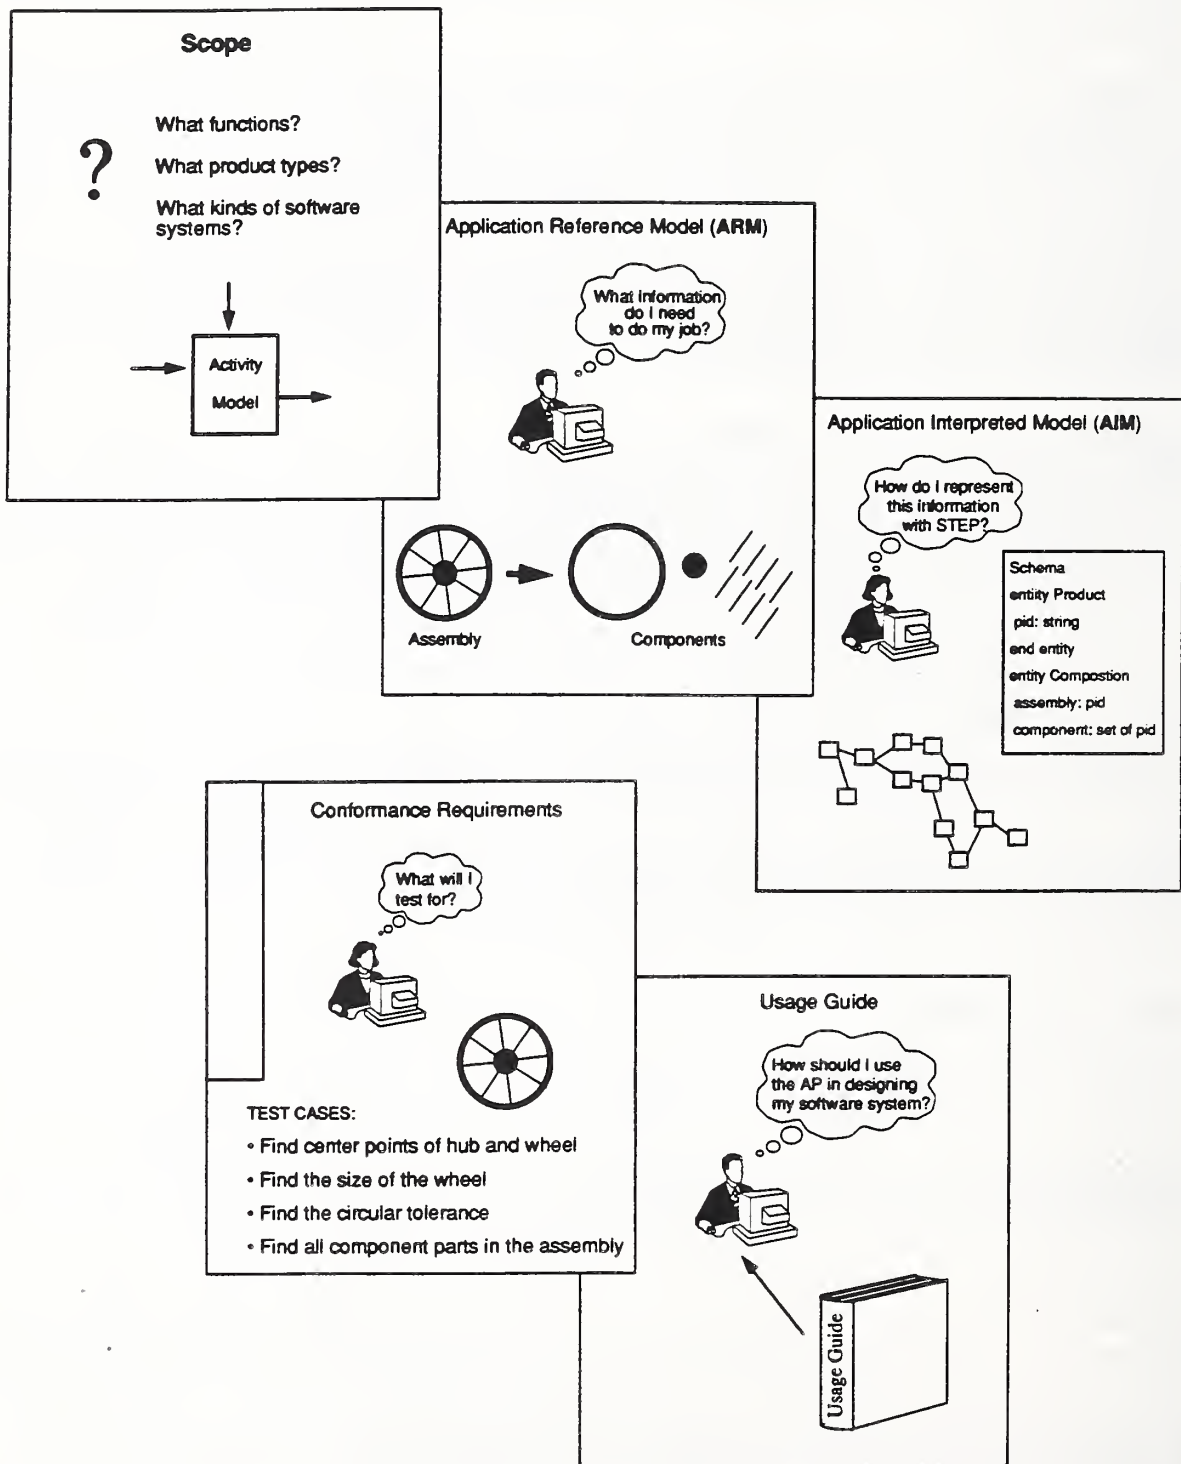 Scope
?
What functions?
What product types?
What kinds of software
systems?
Activity
Model
Application Reference Model (ARM)
What information
do I need
to do my job?
Assembly
Components
Application Interpreted Model (AIM)
How do I represent
this information
with STEP?
Schema
entity Product
pid: string
end entity
entity Compostion
assembly: pid
component: set of pid
Conformance Requirements
What will I
test for?
TEST CASES:
• Find center points of hub and wheel
• Find the size of the wheel
• Find the circular tolerance
• Find all component parts in the assembly
Usage Guide
How should I use
the AP in designing
my software system?
Usage Guide